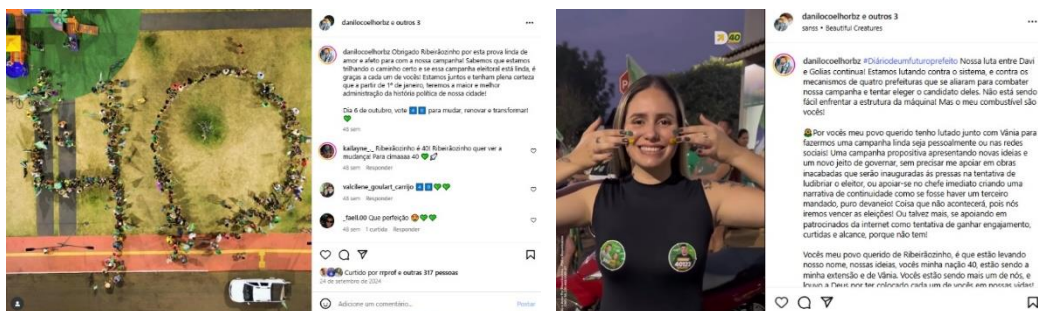 danilocoelhorbz e outros 3
danilocoelhorbz Obrigado Ribeirãozinho por esta prova linda de
amor e afeto para com a nossa campanha! Sabemos que estamos
trilhando o caminho certo e se essa campanha eleitoral está linda, é
graças a cada um de vocês! Estamos juntos e tenham plena certeza
que a partir de 1º de janeiro, teremos a maior e melhor
administração da história política de nossa cidade!
Dia 6 de outubro, vote 4️⃣0️⃣ para mudar, renovar e transformar!
💚
48 sem
kailayne_._ Ribeirãozinho é 40! Ribeirãozinho quer ver a
mudança! Para cimaaaa 40 💚🚀
48 sem Responder
valcilene_goulart_carrijo 4️⃣0️⃣💚💚
48 sem Responder
_fael1.00 Que perfeição 😍💚💚
48 sem 1 curtida Responder
Curtido por mjprof e outras 317 pessoas
24 de setembro de 2024
Adicione um comentário...
Postar
40
danilocoelhorbz e outros 3
sanss • Beautiful Creatures
danilocoelhorbz #Diáriodeumfuturoprefeito Nossa luta entre Davi
e Golias continua! Estamos lutando contra o sistema, e contra os
mecanismos de quatro prefeituras que se aliaram para combater
nossa campanha e tentar eleger o candidato deles. Não está sendo
fácil enfrentar a estrutura da máquina! Mas o meu combustível são
vocês!
Por vocês meu povo querido tenho lutado junto com Vânia para
fazermos uma campanha linda seja pessoalmente ou nas redes
sociais! Uma campanha propositiva apresentando novas ideias e
um novo jeito de governar, sem precisar me apoiar em obras
inacabadas que serão inauguradas às pressas na tentativa de
ludibriar o eleitor, ou apoiar-se no chefe imediato criando uma
narrativa de continuidade como se fosse haver um terceiro
mandado, puro devaneio! Coisa que não acontecerá, pois nós
iremos vencer as eleições! Ou talvez mais, se apoiando em
patrocinados da internet como tentativa de ganhar engajamento,
curtidas e alcance, porque não tem!
Vocês meu povo querido de Ribeirãozinho, é que estão levando
nosso nome, nossas ideias, vocês minha nação 40, estão sendo a
minha extensão e de Vânia. Vocês estão sendo mais um de nós, e
louvo a Deus por ter colocado cada um de vocês em nossas vidas!